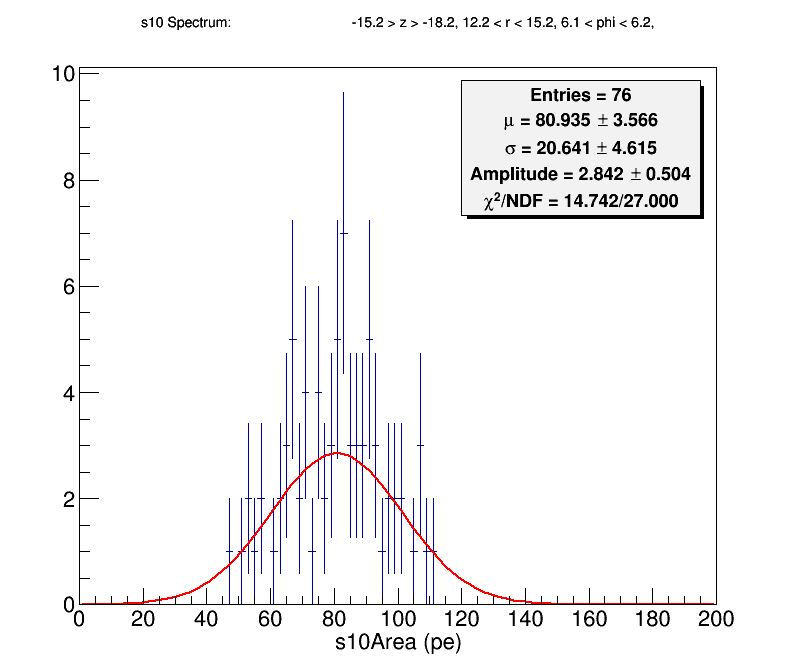 s10 Spectrum: -15.2 > z > -18.2, 12.2 < r < 15.2, 6.1 < phi < 6.2,
Entries = 76
μ = 80.935 ± 3.566
σ = 20.641 ± 4.615
Amplitude = 2.842 ± 0.504
χ²/NDF = 14.742/27.000
10
8
6
4
2
0
0 20 40 60 80 100 120 140 160 180 200
s10Area (pe)